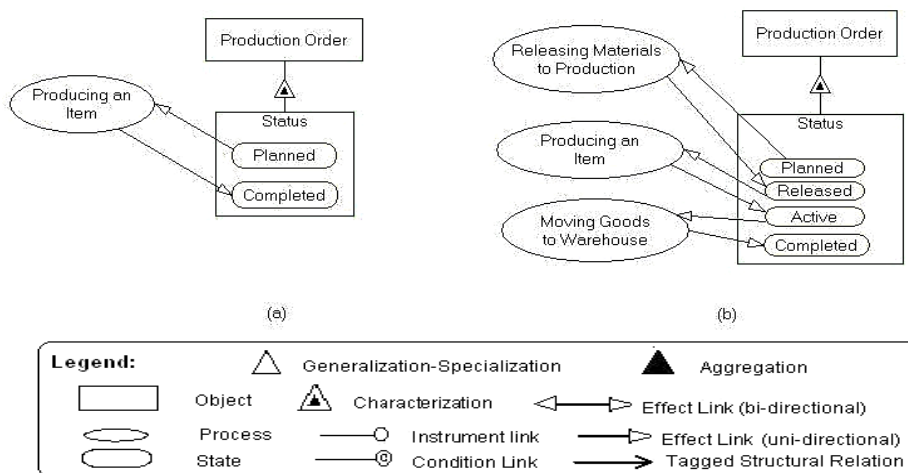 Production Order
Producing an
Item
Status
Planned
Completed
(a)
Production Order
Releasing Materials
to Production
Status
Producing an
Item
Planned
Released
Active
Moving Goods
to Warehouse
Completed
(b)
Legend:
Generalization-Specialization
Aggregation
Object
Characterization
Effect Link (bi-directional)
Process
Instrument link
Effect Link (uni-directional)
State
Condition Link
Tagged Structural Relation